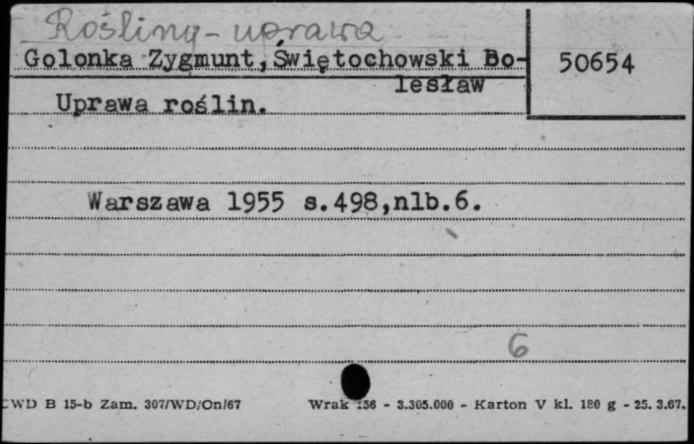 Rośliny - uprawa
Golonka Zygmunt, Świętochowski Bo-
50654
lesław
Uprawa roślin.
Warszawa 1955 s.498,nlb.6.
6
CWD B 15-b Zam. 307/WD/On/67 Wrak 156 - 3.305.000 - Karton V kl. 180 g - 25. 3.67.